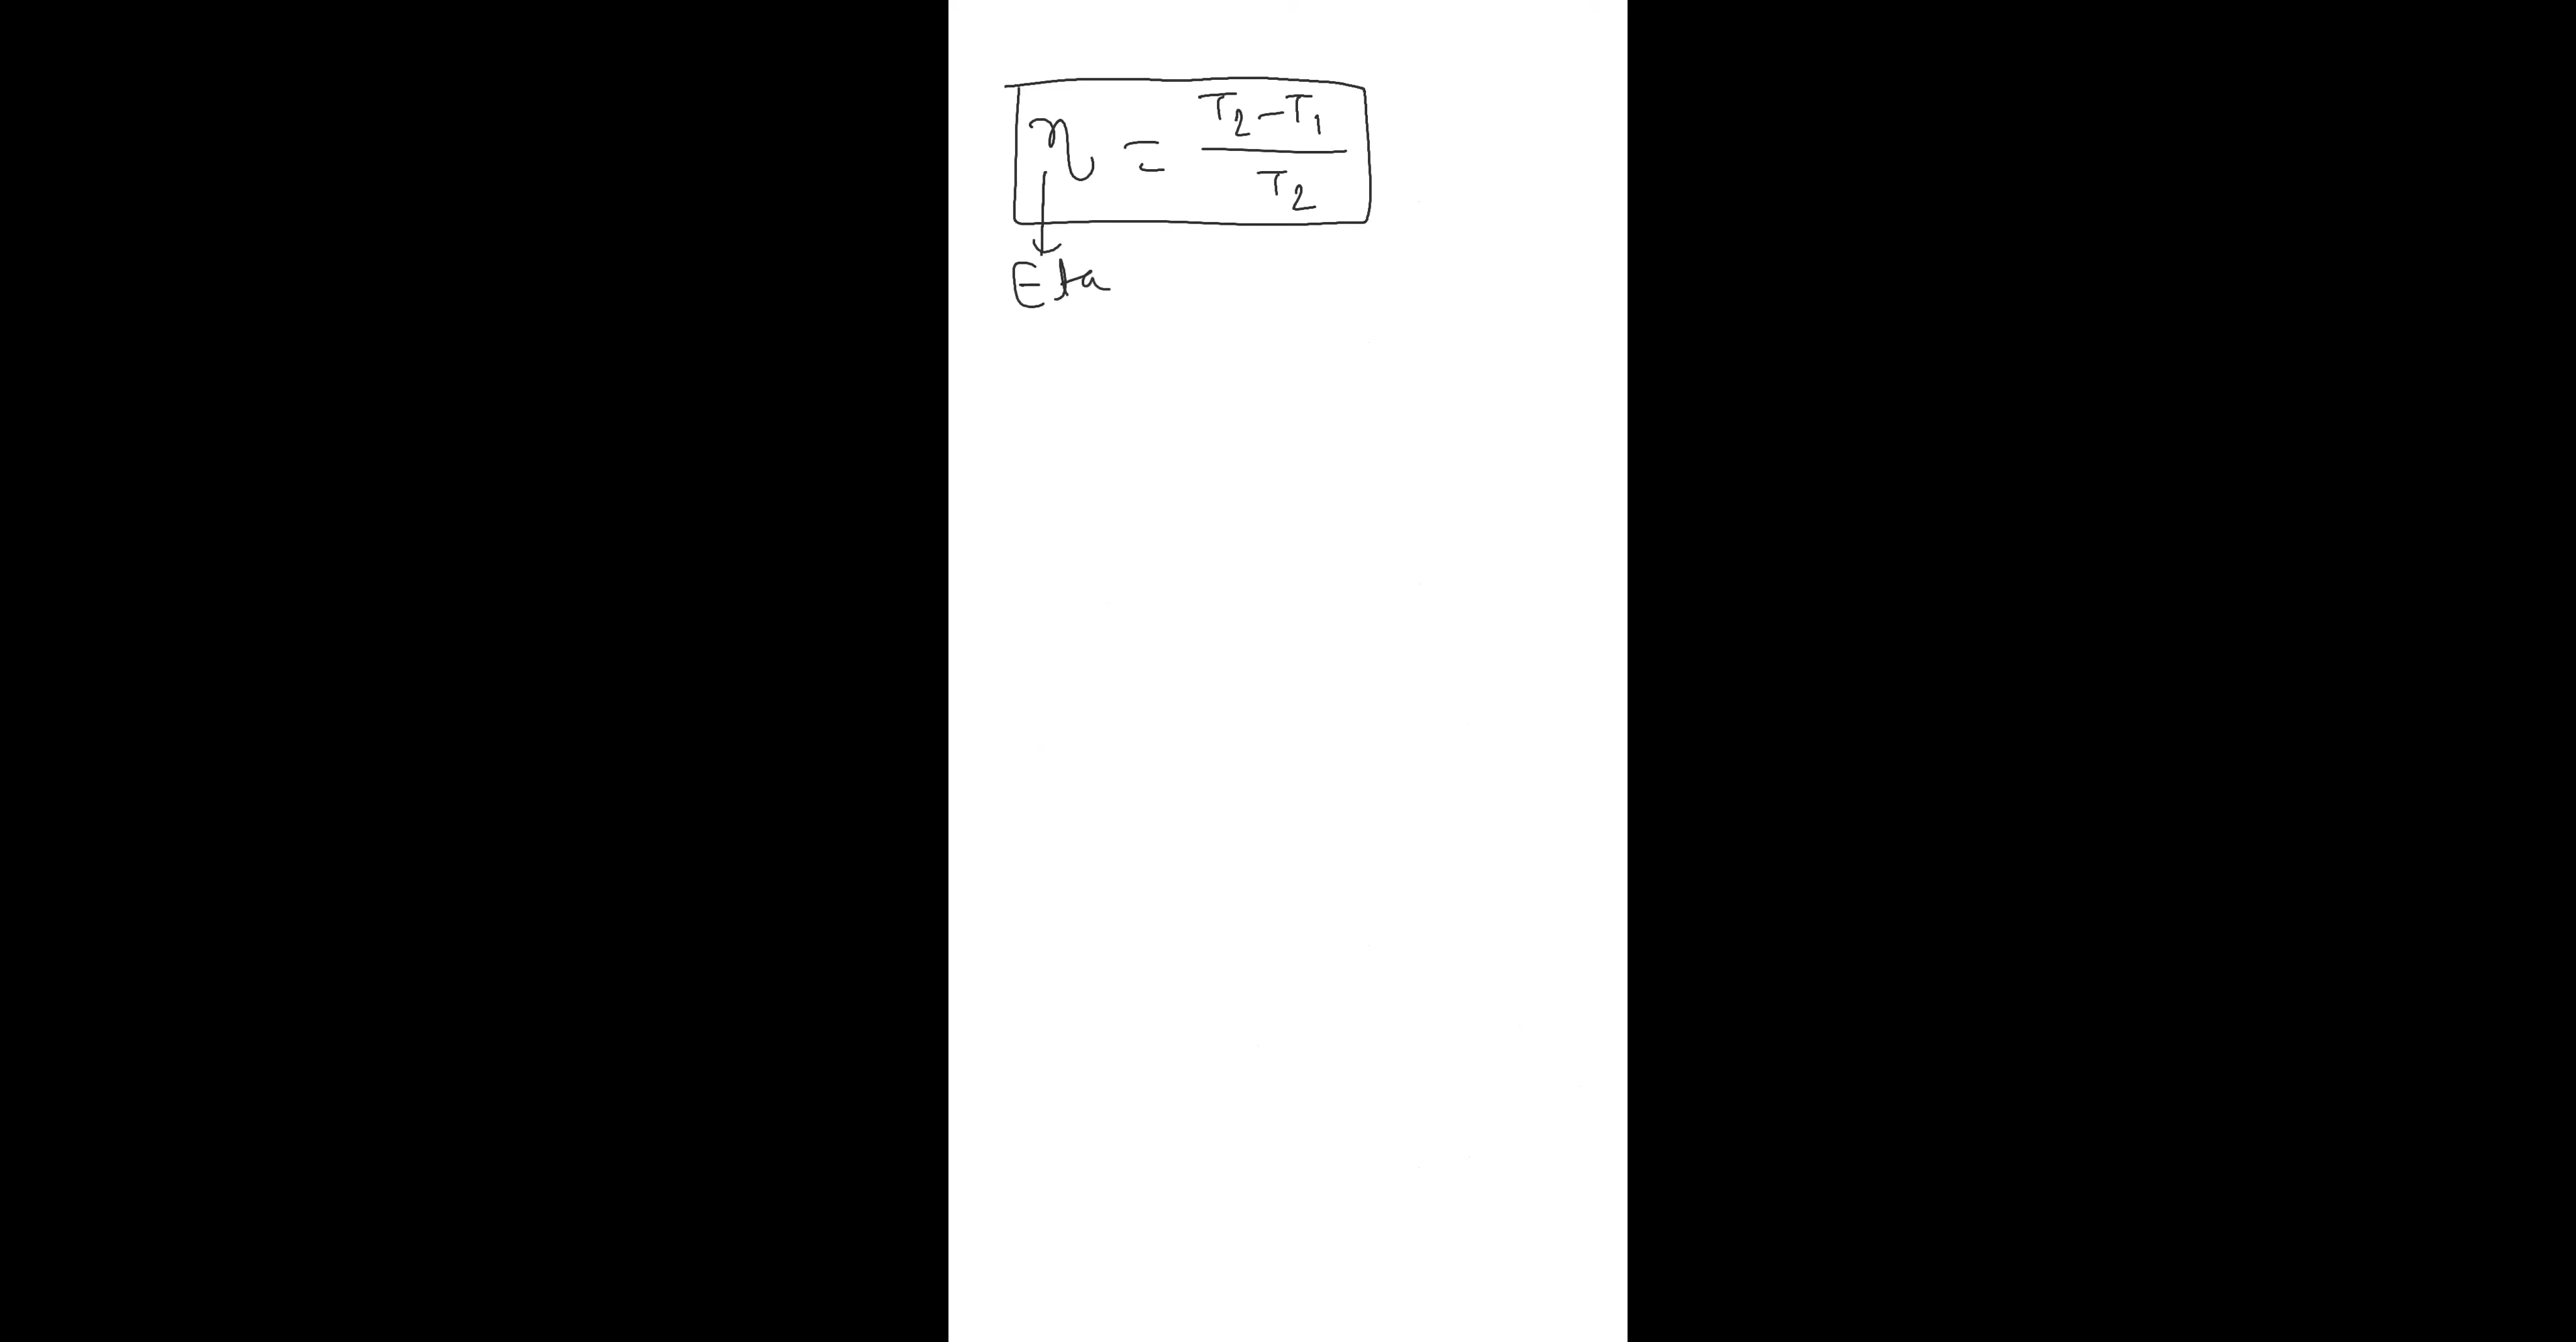 η = (T₂ – T₁) / T₂
Eta